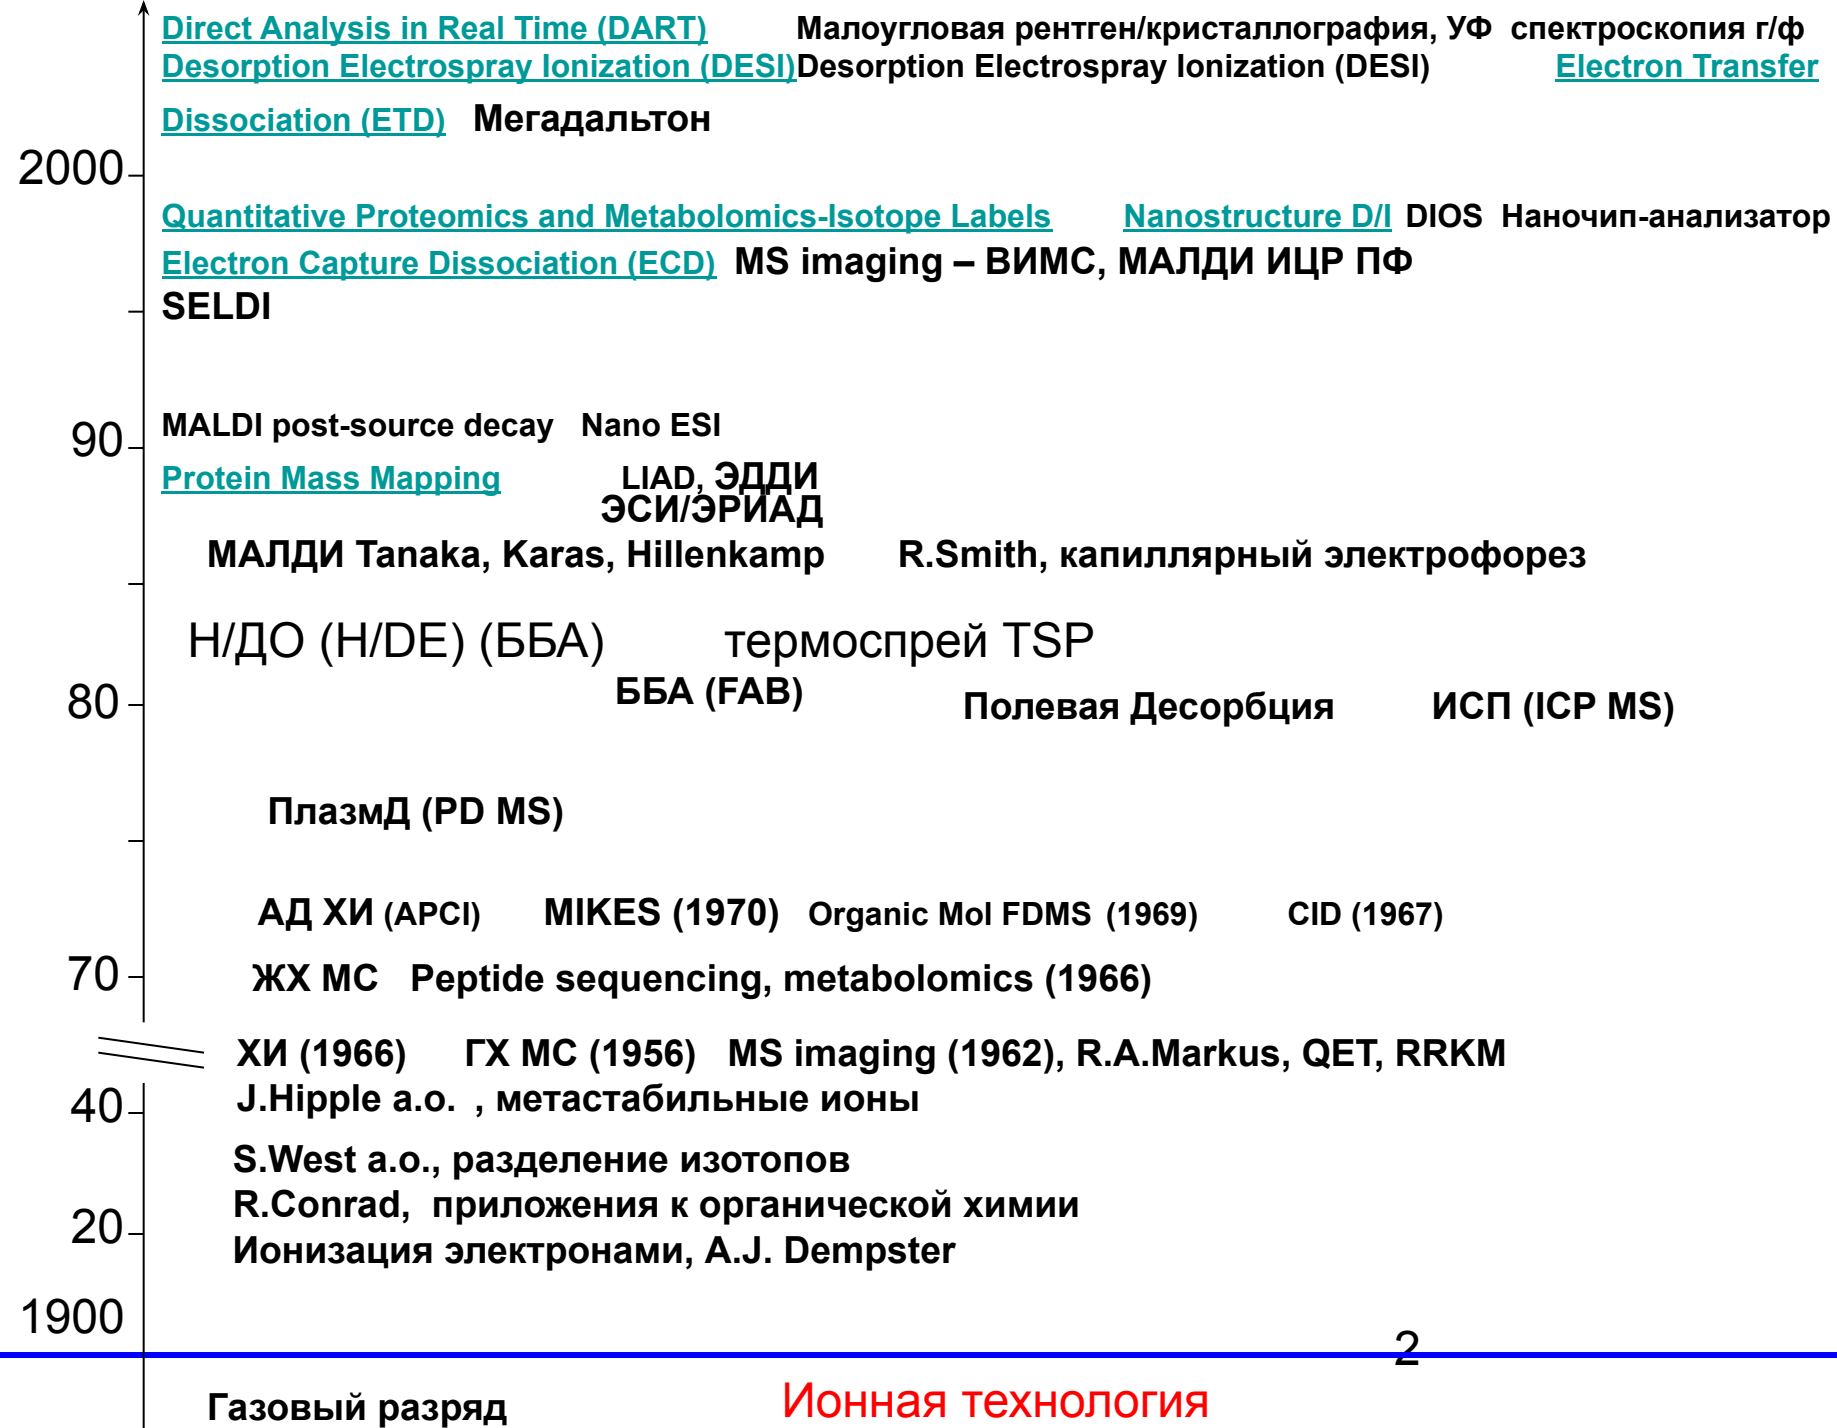 Direct Analysis in Real Time (DART) Малоугловая рентген/кристаллография, УФ спектроскопия г/ф
Desorption Electrospray Ionization (DESI)Desorption Electrospray Ionization (DESI) Electron Transfer
Dissociation (ETD) Мегадальтон
2000
Quantitative Proteomics and Metabolomics-Isotope Labels Nanostructure D/I DIOS Наночип-анализатор
Electron Capture Dissociation (ECD) MS imaging – ВИМС, МАЛДИ ИЦР ПФ
SELDI
MALDI post-source decay Nano ESI
90
Protein Mass Mapping LIAD, ЭДДИ
ЭСИ/ЭРИАД
МАЛДИ Tanaka, Karas, Hillenkamp R.Smith, капиллярный электрофорез
Н/ДО (H/DE) (ББА) термоспрей TSP
ББА (FAB)
80 Полевая Десорбция ИСП (ICP MS)
ПлазмД (PD MS)
АД ХИ (APCI) MIKES (1970) Organic Mol FDMS (1969) CID (1967)
70 ЖХ МС Peptide sequencing, metabolomics (1966)
ХИ (1966) ГХ МС (1956) MS imaging (1962), R.A.Markus, QET, RRKM
40 J.Hipple a.o. , метастабильные ионы
S.West a.o., разделение изотопов
R.Conrad, приложения к органической химии
20 Ионизация электронами, A.J. Dempster
1900
2
Газовый разряд Ионная технология